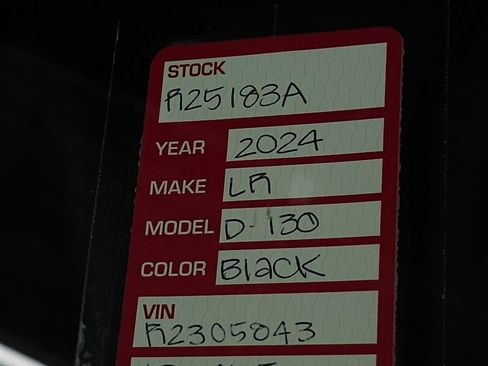 STOCK
R25183A
YEAR 2024
MAKE LR
MODEL D-130
COLOR Black
VIN
R2305843